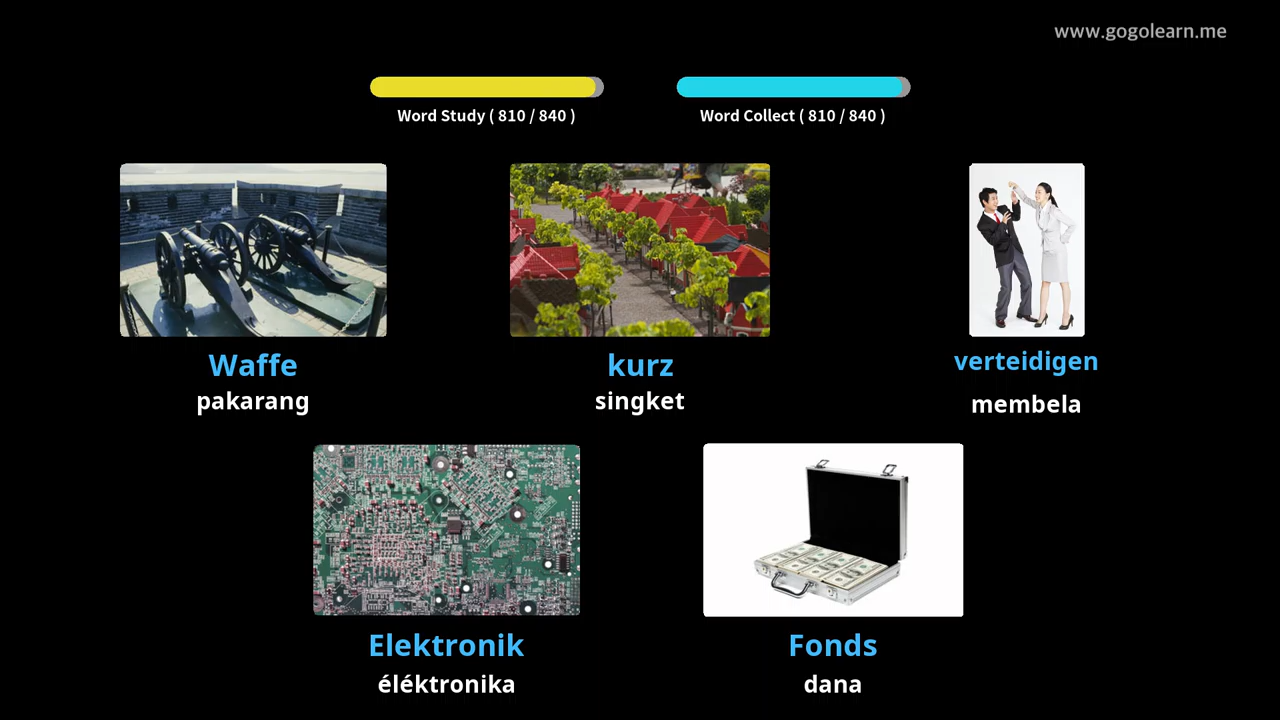 www.gogolearn.me
Word Study ( 810 / 840 )
Word Collect ( 810 / 840 )
Waffe
pakarang
kurz
singket
verteidigen
membela
Elektronik
éléktronika
Fonds
dana